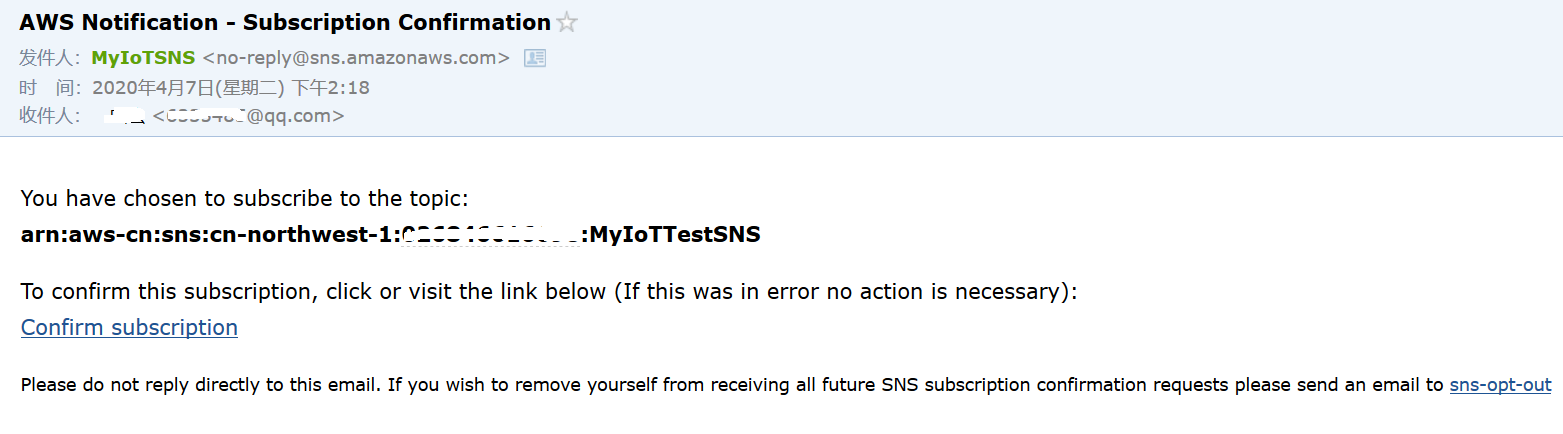 AWS Notification - Subscription Confirmation
发件人： MyIoTSNS <no-reply@sns.amazonaws.com>
时 间： 2020年4月7日(星期二) 下午2:18
收件人： < @qq.com>
You have chosen to subscribe to the topic:
arn:aws-cn:sns:cn-northwest-1: :MyIoTTestSNS
To confirm this subscription, click or visit the link below (If this was in error no action is necessary):
Confirm subscription
Please do not reply directly to this email. If you wish to remove yourself from receiving all future SNS subscription confirmation requests please send an email to sns-opt-out